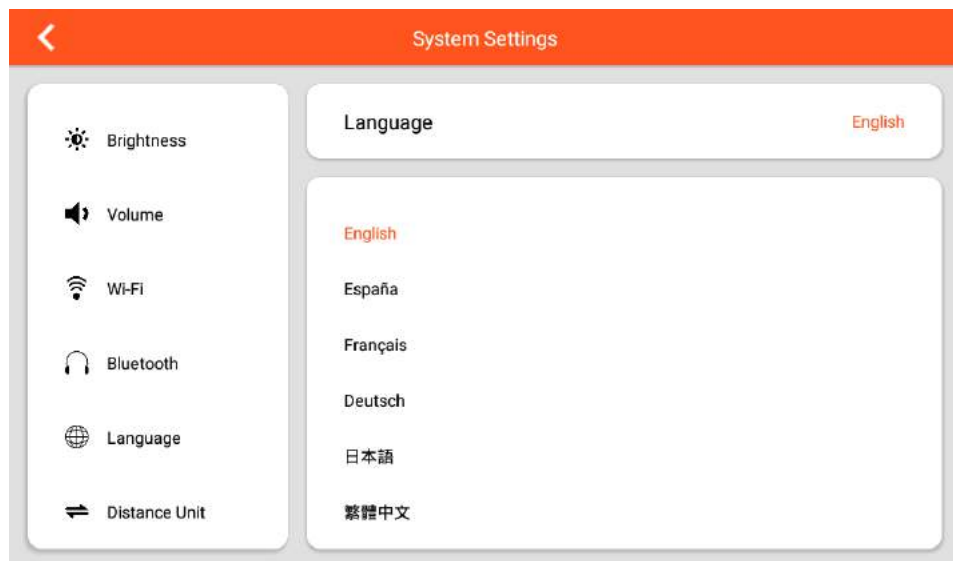 System Settings
Brightness
Volume
Wi-Fi
Bluetooth
Language
Distance Unit
Language English
English
España
Français
Deutsch
日本語
繁體中文